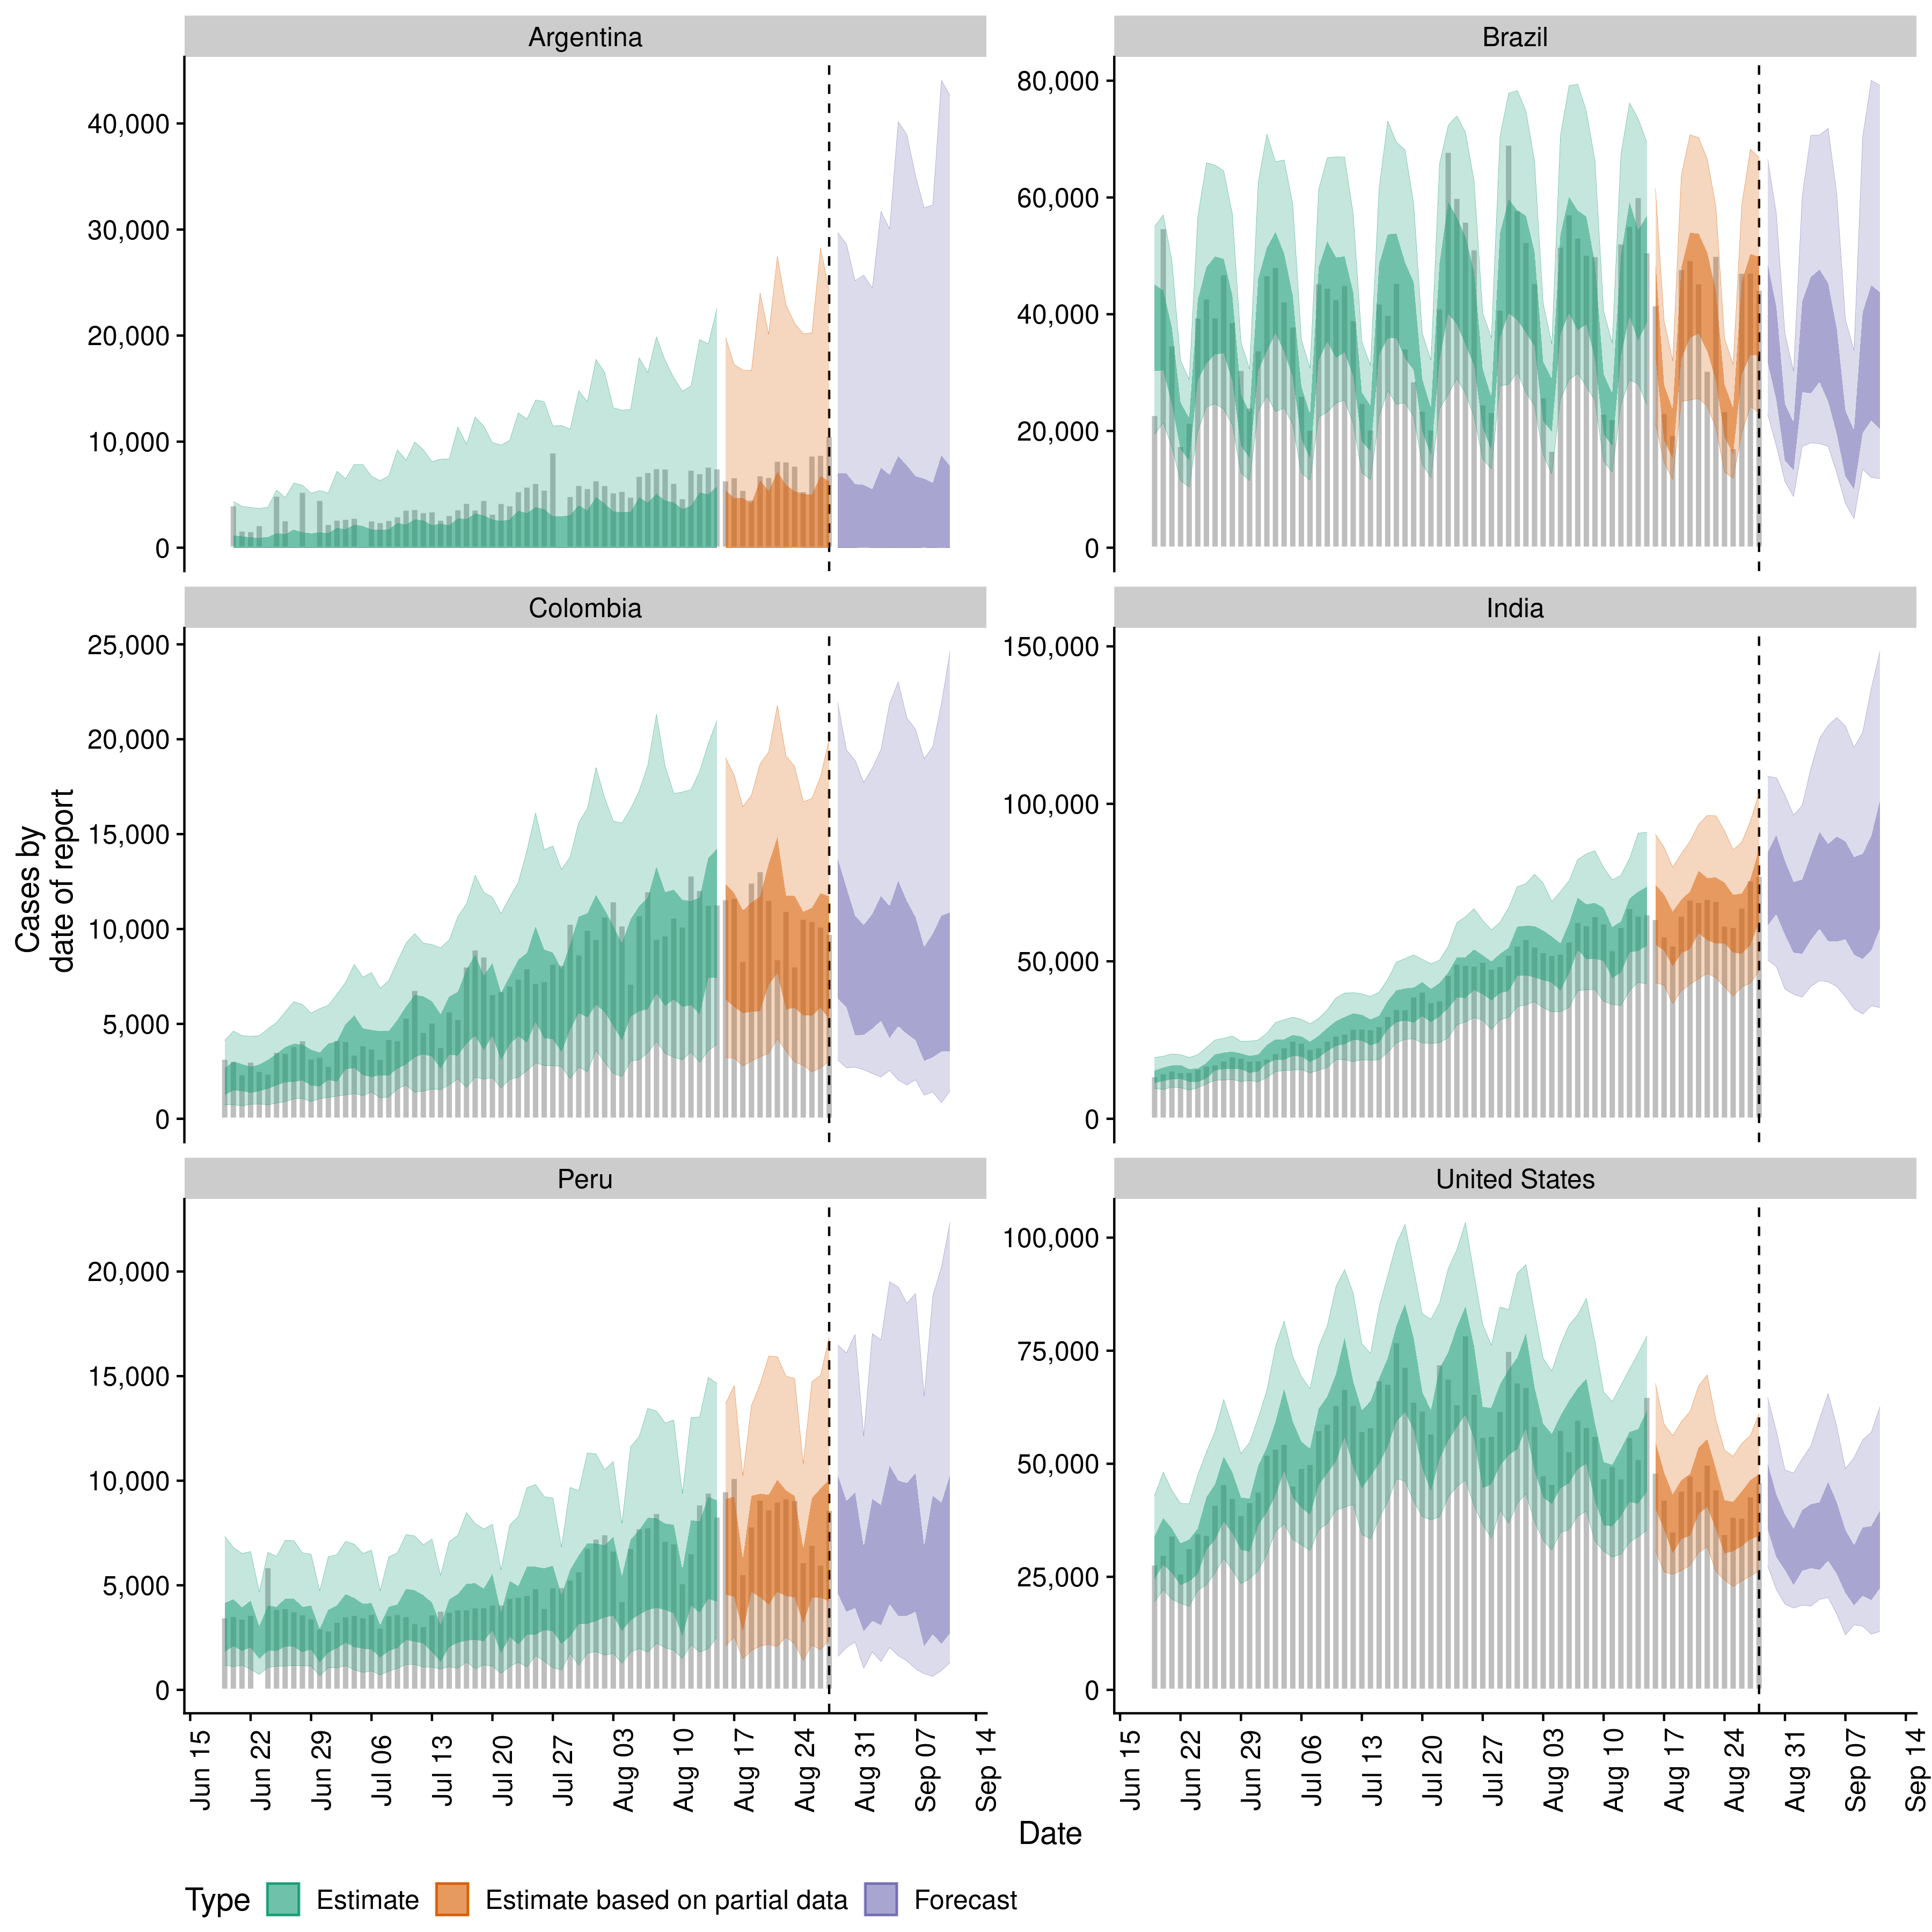 Argentina
Brazil
40,000
30,000
20,000
10,000
0
80,000
60,000
40,000
20,000
0
Colombia
India
25,000
20,000
15,000
10,000
5,000
0
150,000
100,000
50,000
0
Cases by
date of report
Peru
United States
20,000
15,000
10,000
5,000
0
100,000
75,000
50,000
25,000
0
Jun 15
Jun 22
Jun 29
Jul 06
Jul 13
Jul 20
Jul 27
Aug 03
Aug 10
Aug 17
Aug 24
Aug 31
Sep 07
Sep 14
Jun 15
Jun 22
Jun 29
Jul 06
Jul 13
Jul 20
Jul 27
Aug 03
Aug 10
Aug 17
Aug 24
Aug 31
Sep 07
Sep 14
Date
Type Estimate Estimate based on partial data Forecast